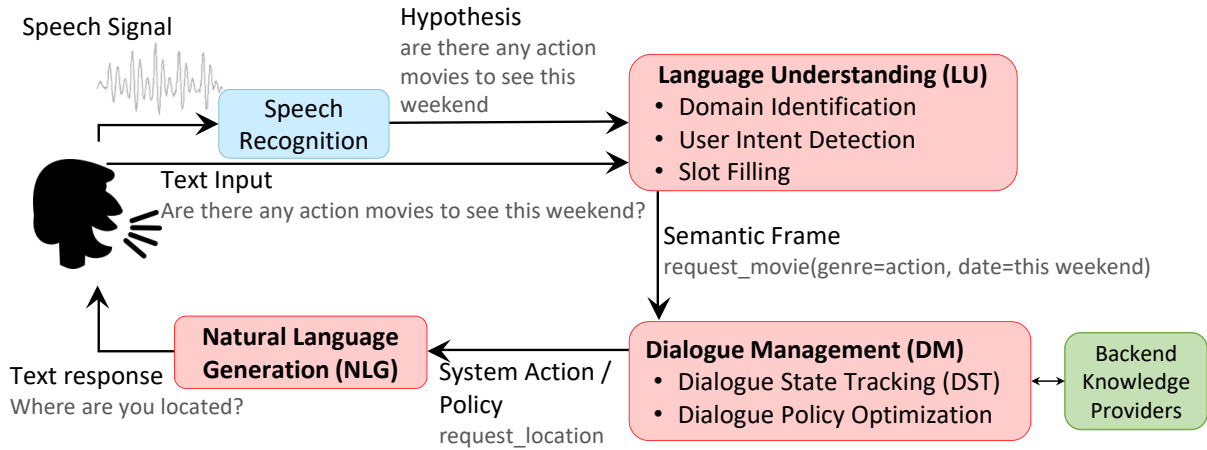 Speech Signal
Speech
Recognition
Hypothesis
are there any action
movies to see this
weekend
Language Understanding (LU)
• Domain Identification
• User Intent Detection
• Slot Filling
Text Input
Are there any action movies to see this weekend?
Semantic Frame
request_movie(genre=action, date=this weekend)
Dialogue Management (DM)
• Dialogue State Tracking (DST)
• Dialogue Policy Optimization
Backend
Knowledge
Providers
System Action /
Policy
request_location
Natural Language
Generation (NLG)
Text response
Where are you located?